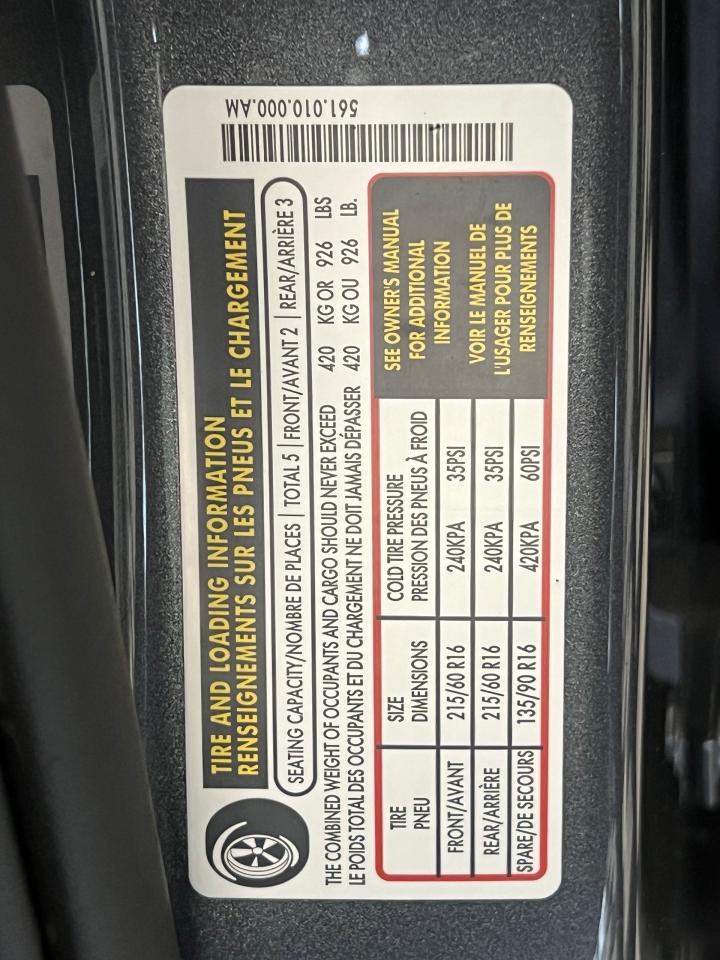 561.010.000.AM
TIRE AND LOADING INFORMATION
RENSEIGNEMENTS SUR LES PNEUS ET LE CHARGEMENT
SEATING CAPACITY/NOMBRE DE PLACES | TOTAL 5 | FRONT/AVANT 2 | REAR/ARRIÈRE 3
THE COMBINED WEIGHT OF OCCUPANTS AND CARGO SHOULD NEVER EXCEED 420 KG OR 926 LBS
LE POIDS TOTAL DES OCCUPANTS ET DU CHARGEMENT NE DOIT JAMAIS DÉPASSER 420 KG OU 926 LB.
TIRE SIZE COLD TIRE PRESSURE
PNEU DIMENSIONS PRESSION DES PNEUS À FROID
FRONT/AVANT 215/60 R16 240KPA 35PSI
REAR/ARRIÈRE 215/60 R16 240KPA 35PSI
SPARE/DE SECOURS 135/90 R16 420KPA 60PSI
SEE OWNER'S MANUAL
FOR ADDITIONAL
INFORMATION
VOIR LE MANUEL DE
L'USAGER POUR PLUS DE
RENSEIGNEMENTS